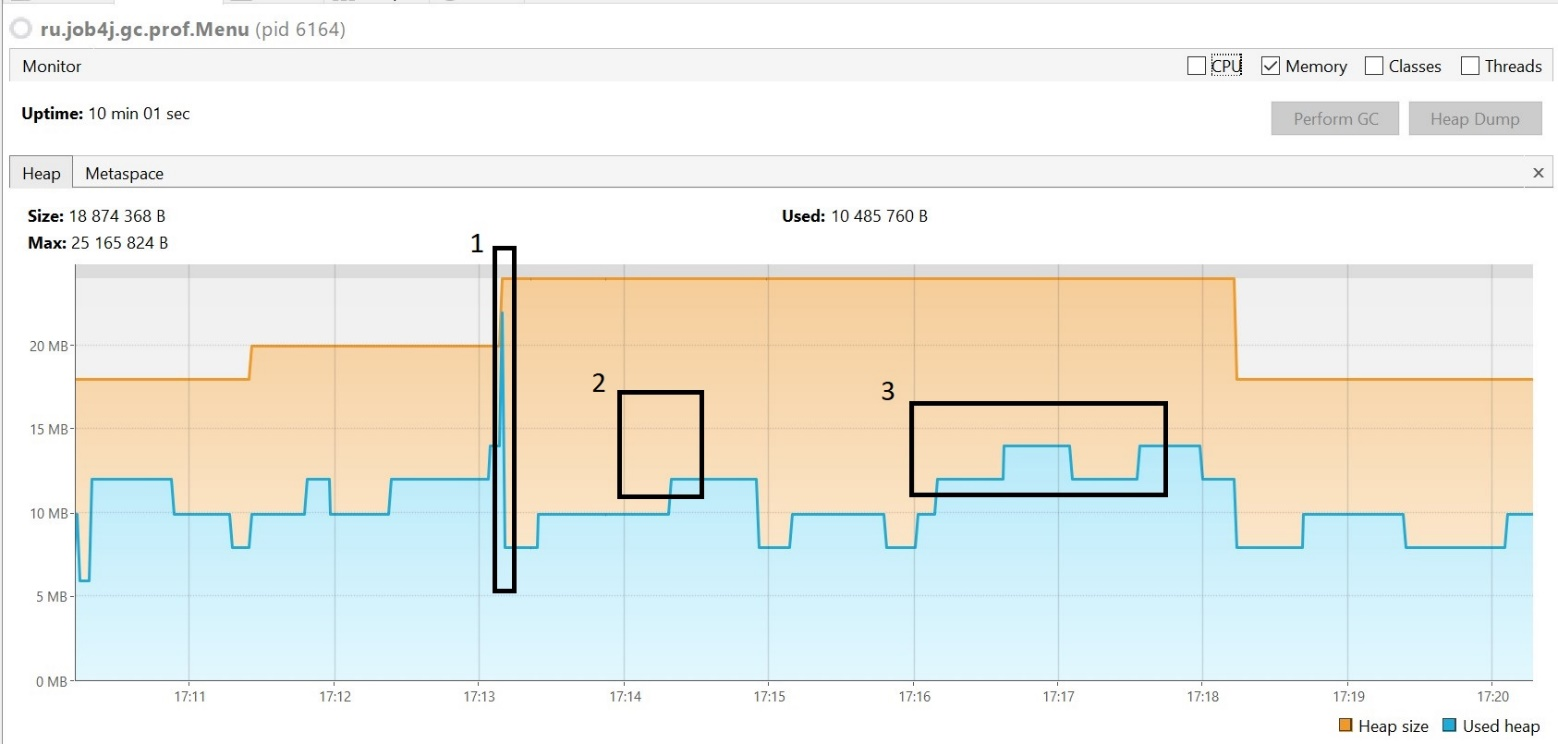 ru.job4j.gc.prof.Menu (pid 6164)
Monitor CPU Memory Classes Threads
Uptime: 10 min 01 sec
Perform GC Heap Dump
Heap Metaspace
Size: 18 874 368 B Used: 10 485 760 B
Max: 25 165 824 B
1
20 MB
2
3
15 MB
10 MB
5 MB
0 MB
17:11 17:12 17:13 17:14 17:15 17:16 17:17 17:18 17:19 17:20
Heap size Used heap